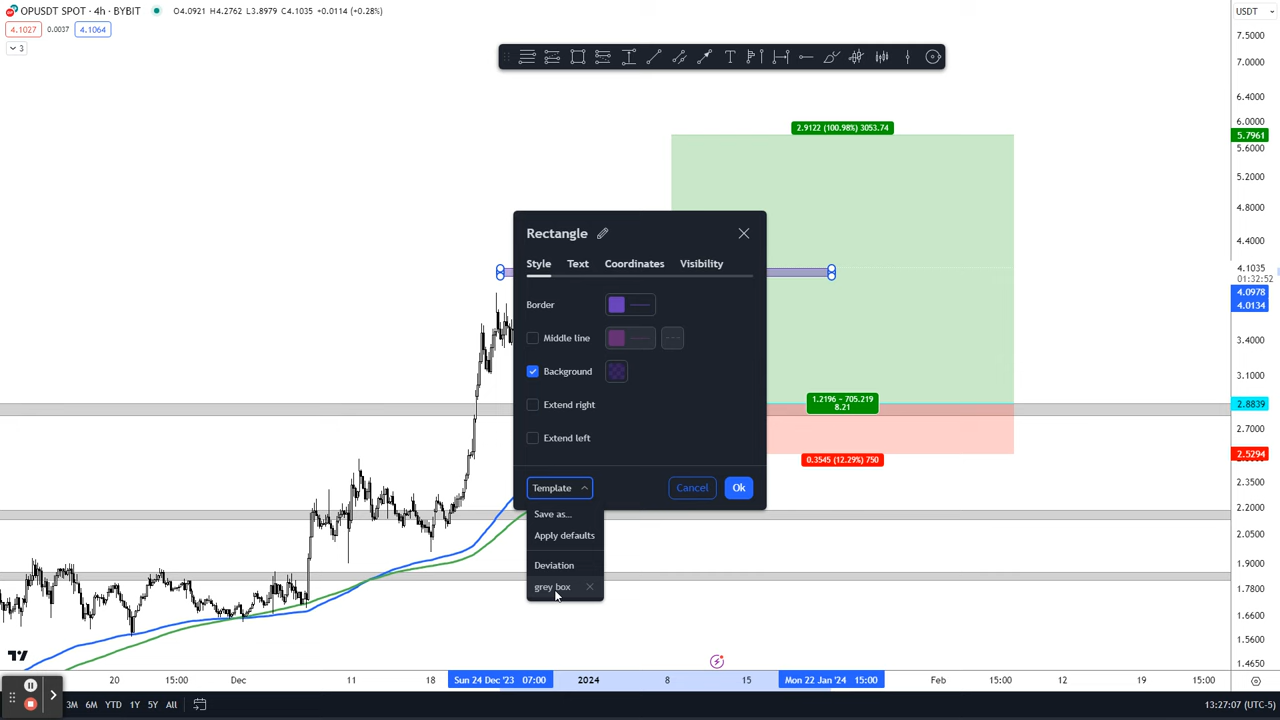 OPUSDT SPOT · 4h · BYBIT
O4.0921 H4.2762 L3.8979 C4.1035 +0.0114 (+0.28%)
USDT
4.1027
0.0037
4.1064
3
7.5000
7.0000
6.4000
6.0000
2.9122 (100.98%) 3053.74
5.7961
5.6000
5.2000
4.8000
Rectangle
4.4000
Style
Text
Coordinates
Visibility
4.1035
01:32:52
4.0978
4.0134
Border
Middle line
3.4000
Background
3.1000
Extend right
1.2196 ~ 705.219
8.21
2.8839
2.7000
Extend left
2.5294
0.3545 (12.29%) 750
Template
Cancel
Ok
2.3500
2.2000
Save as...
Apply defaults
2.0500
1.9000
Deviation
grey box
1.7800
1.6600
1.5600
1.4650
20
15:00
Dec
11
18
Sun 24 Dec '23 07:00
2024
8
15
Mon 22 Jan '24 15:00
Feb
15:00
12
19
15:00
3M
6M
YTD
1Y
5Y
All
13:27:07 (UTC-5)